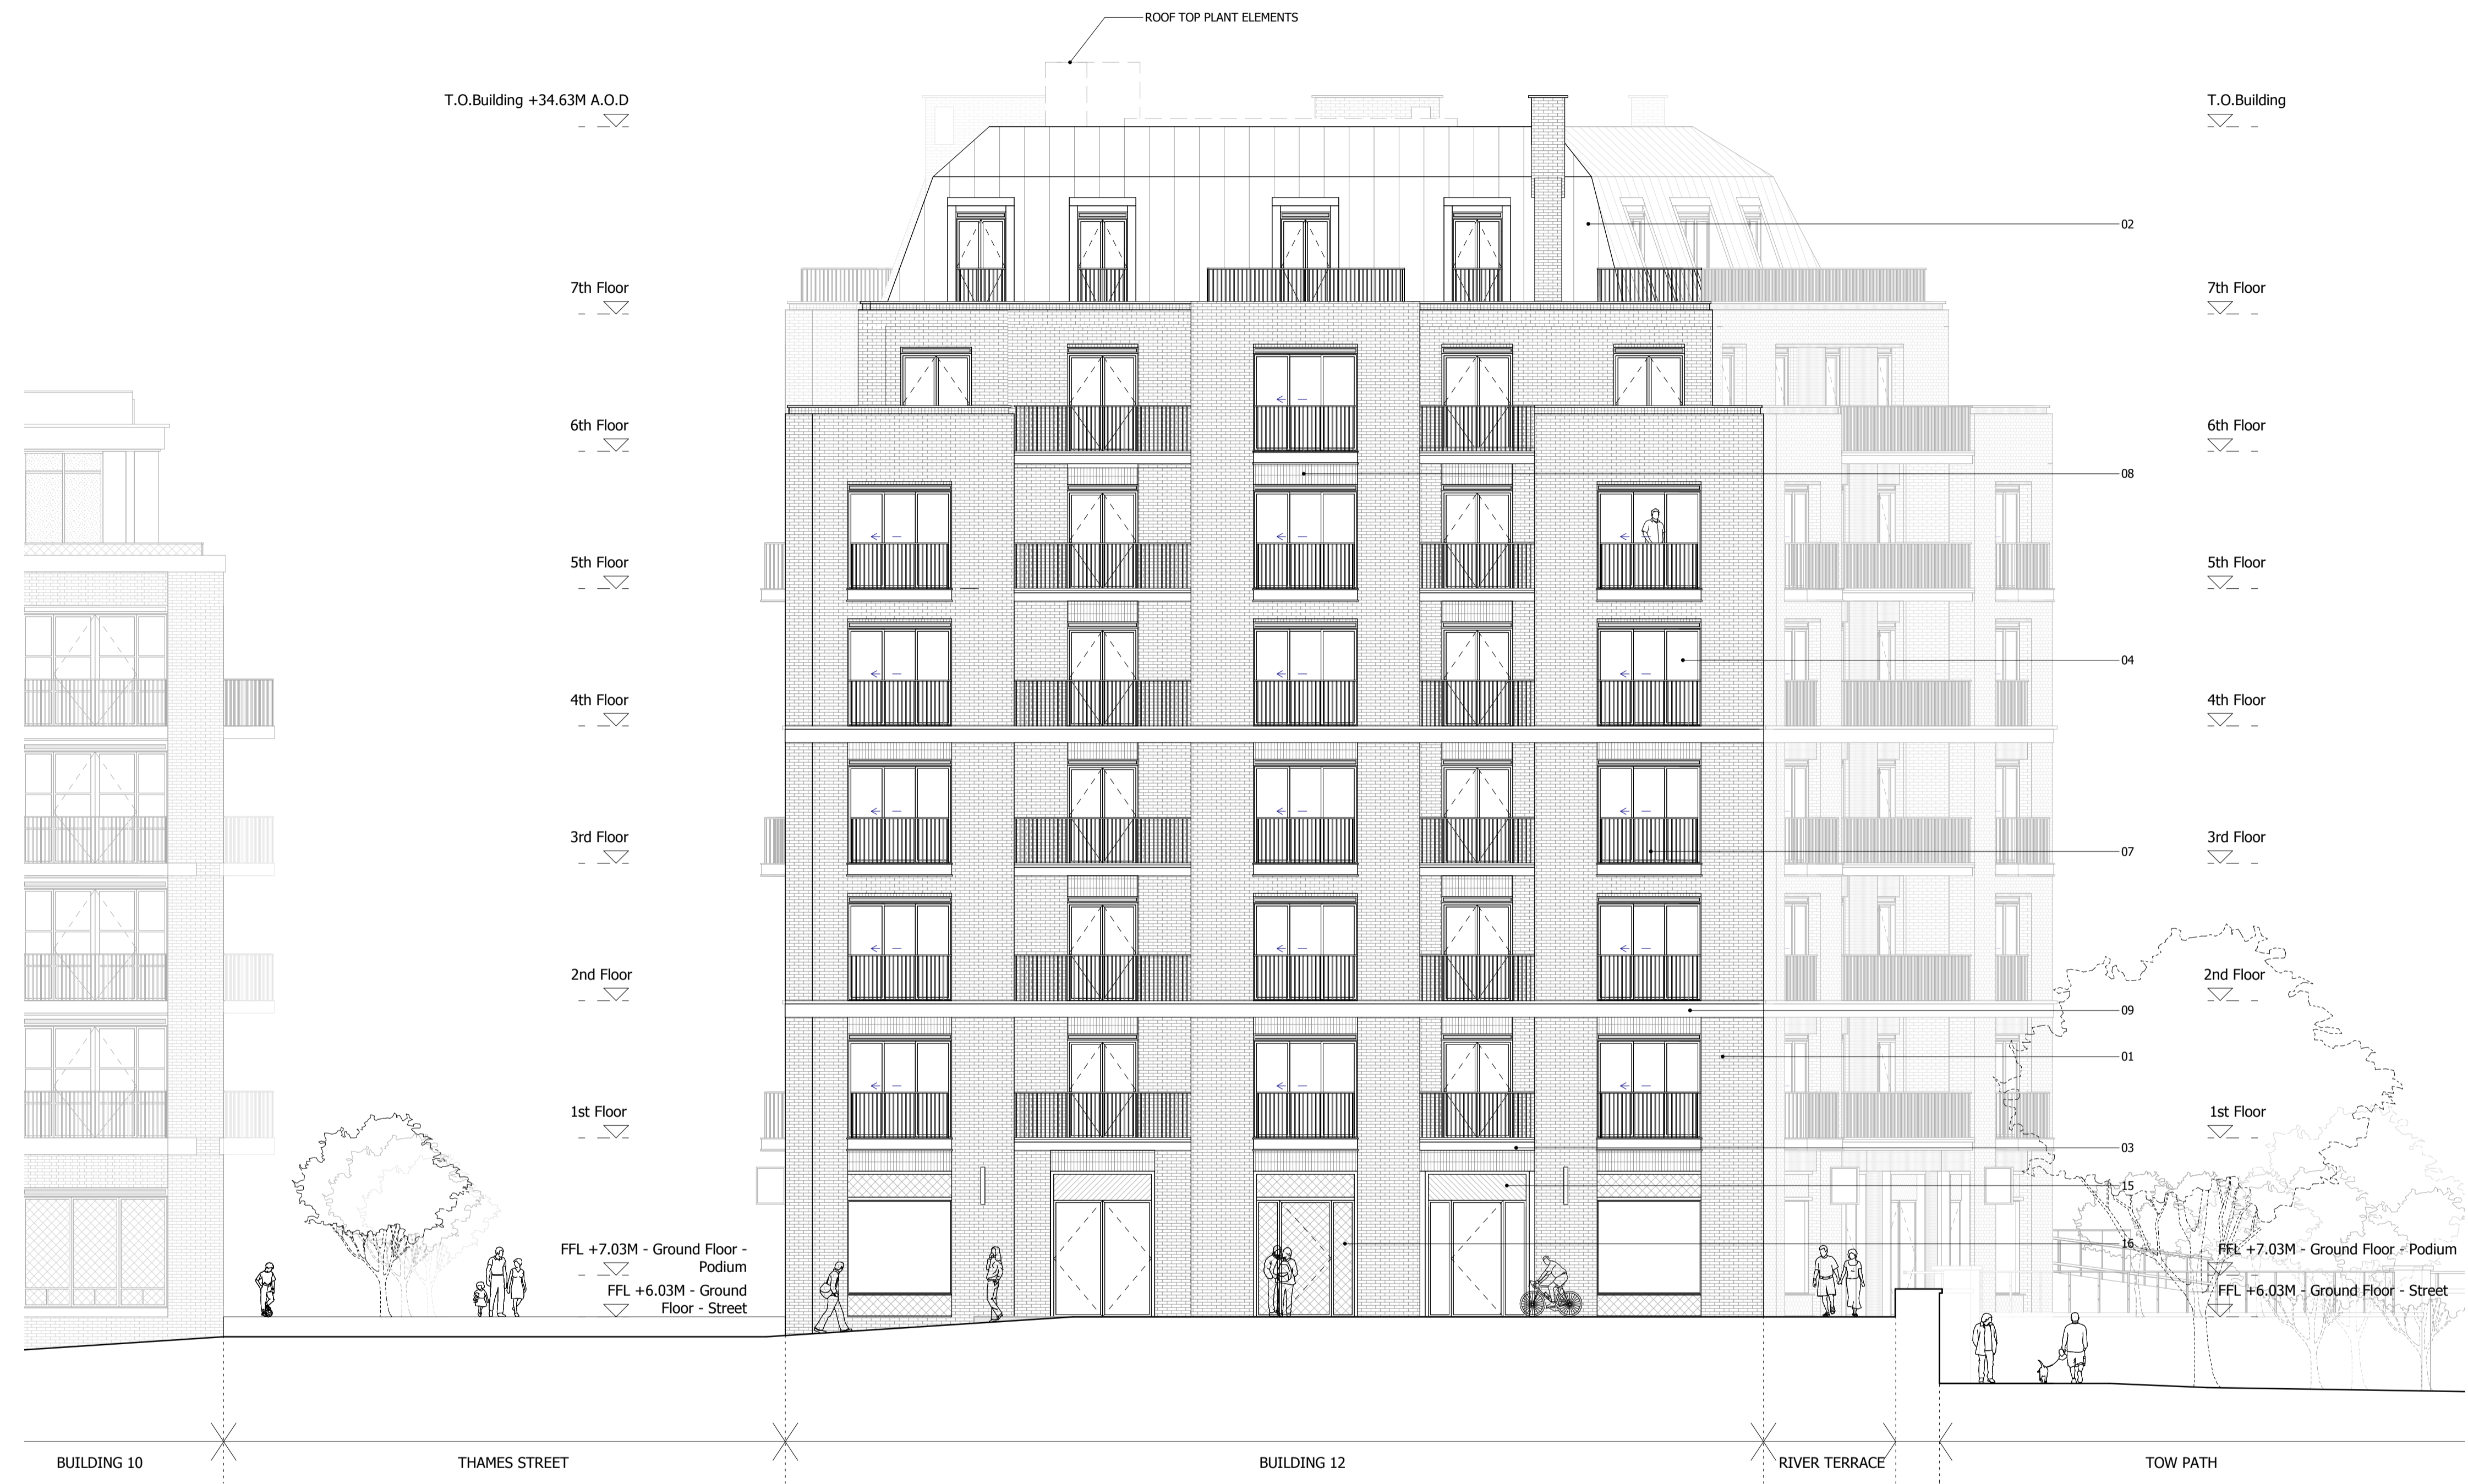 ROOF TOP PLANT ELEMENTS
T.O.Building +34.63M A.O.D
T.O.Building
02
7th Floor
7th Floor
6th Floor
6th Floor
08
5th Floor
5th Floor
04
4th Floor
4th Floor
07
3rd Floor
3rd Floor
2nd Floor
2nd Floor
09
01
1st Floor
1st Floor
03
15
16
FFL +7.03M - Ground Floor -
Podium
FFL +7.03M - Ground Floor - Podium
FFL +6.03M - Ground
Floor - Street
FFL +6.03M - Ground Floor - Street
BUILDING 10
THAMES STREET
BUILDING 12
RIVER TERRACE
TOW PATH